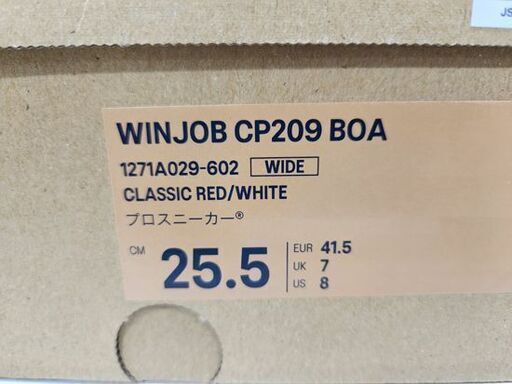 JS
WINJOB CP209 BOA
1271A029-602 WIDE
CLASSIC RED/WHITE
プロスニーカー®
CM 25.5
EUR 41.5
UK 7
US 8